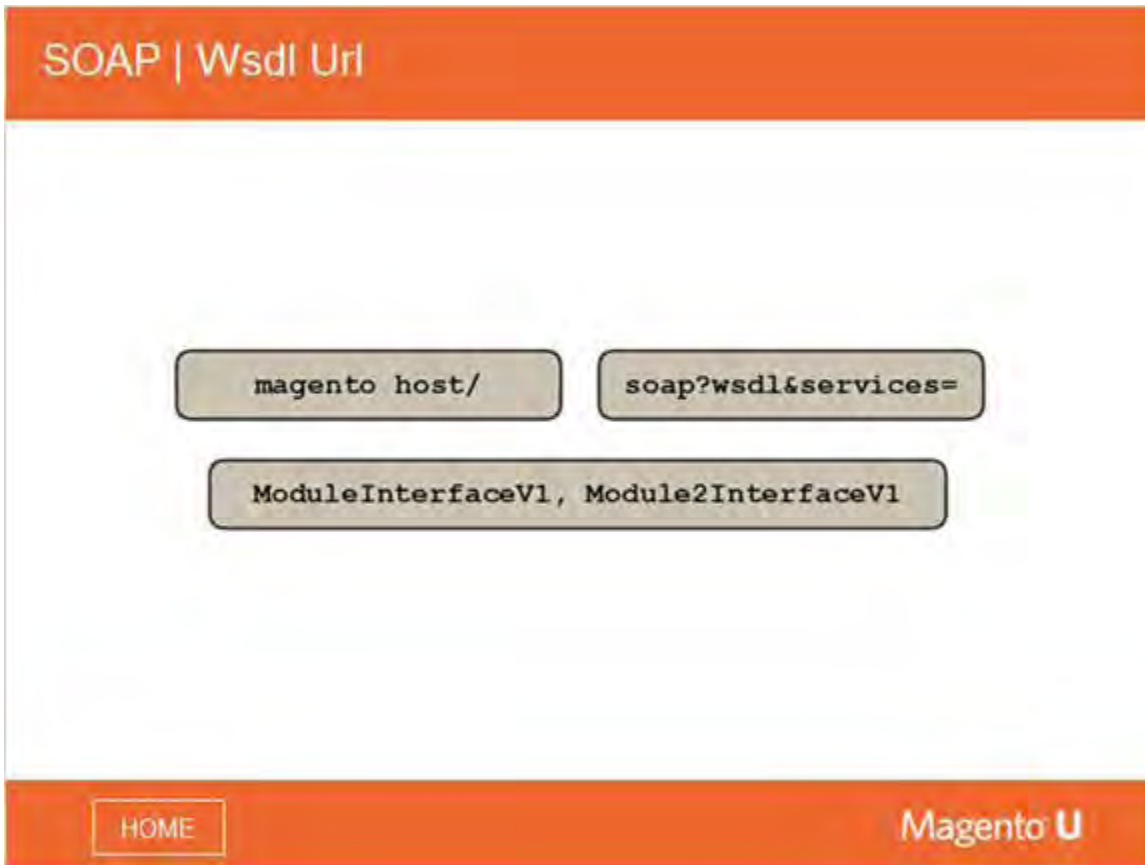 SOAP | Wsdl Url
magento host/
soap?wsdl&services=
ModuleInterfaceV1, Module2InterfaceV1
HOME
Magento U